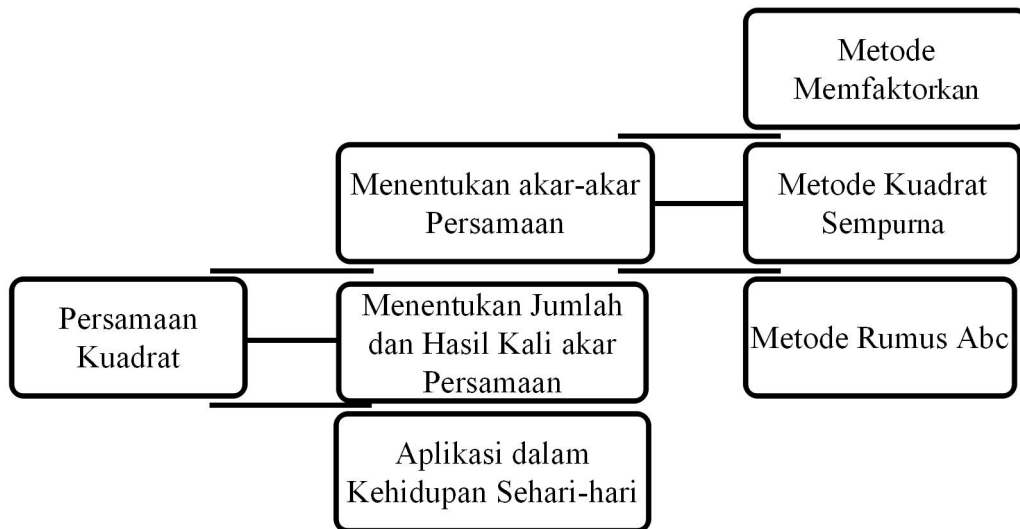 Persamaan
Kuadrat
Menentukan akar-akar
Persamaan
Metode
Memfaktorkan
Metode Kuadrat
Sempurna
Metode Rumus Abc
Menentukan Jumlah
dan Hasil Kali akar
Persamaan
Aplikasi dalam
Kehidupan Sehari-hari